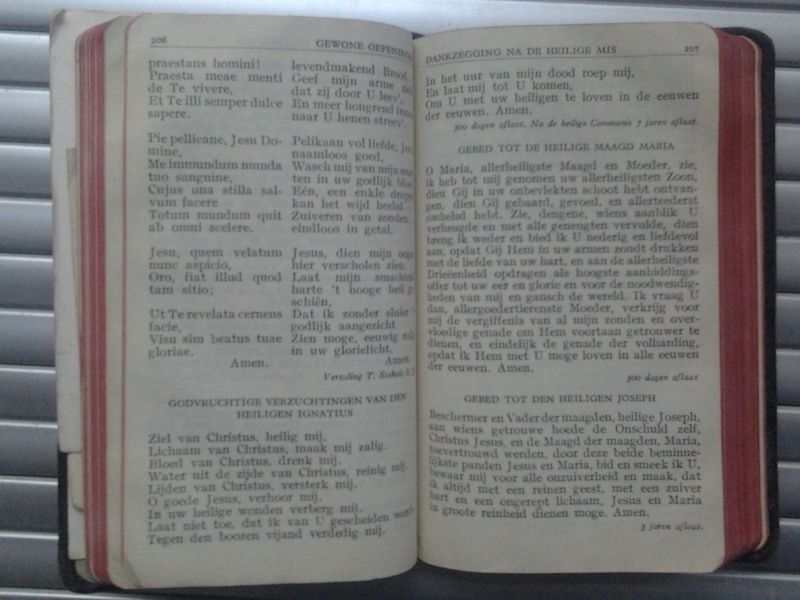 206 GEWONE OEFENINGEN
praestans homini!
Praesta meae menti
de Te vivere,
Et Te illi semper dulce
sapere.
Pie pellicane, Jesu Do-
mine,
Me immundum munda
tuo sanguine,
Cujus una stilla sal-
vum facere
Totum mundum quit
ab omni scelere.
Jesu, quem velatum
nunc aspicio,
Oro, fiat illud quod
tam sitio;
Ut Te revelata cernens
facie,
Visu sim beatus tuae
gloriae.
Amen.
levendmakend Brood
Geef mijn arme
dat zij door U leev',
En meer hongrend
naar U henen streev'.
Pelikaan vol liefde,
naamloos goed,
Wasch mij van mijn
ten in uw godlijk
Eén, een enkle
kan het wijd heelal
Zuiveren van zonden,
eindloos in getal.
Jesus, dien mijn
hier verscholen zien,
Laat mijn
harte 't hooge heil
schiên,
Dat ik zonder sluier
godlijk aangezicht
Zien moge, eeuwig
in uw glorielicht.
Amen.
Vertaling T.
GODVRUCHTIGE VERZUCHTINGEN VAN DEN
HEILIGEN IGNATIUS
Ziel van Christus, heilig mij,
Lichaam van Christus, maak mij zalig.
Bloed van Christus, drenk mij.
Water uit de zijde van Christus, reinig mij.
Lijden van Christus, versterk mij.
O goede Jesus, verhoor mij.
In uw heilige wonden verberg mij.
Laat niet toe, dat ik van U gescheiden worde.
Tegen den boozen vijand verdedig mij.
DANKZEGGING NA DE HEILIGE MIS 207
In het uur van mijn dood roep mij,
En laat mij tot U komen,
Om U met uw heiligen te loven in de eeuwen
der eeuwen. Amen.
300 dagen aflaat. Na de heilige Communie 7 jaren aflaat.
GEBED TOT DE HEILIGE MAAGD MARIA
O Maria, allerheiligste Maagd en Moeder, zie,
ik heb tot mij genomen uw allerheiligsten Zoon,
dien Gij in uw onbevlekten schoot hebt ontvan-
gen, dien Gij gebaard, gevoed, en allerteederst
omhelsd hebt. Zie, dengene, wiens aanblik U
verheugde en met alle genegten vervulde, dien
breng ik weder en bied ik U nederig en liefdevol
aan, opdat Gij Hem in uw armen zoudt drukken
met de liefde van uw hart, en aan de allerheiligste
Drieëenheid opdragen als hoogste aanbiddings-
offer tot uw eer en glorie en voor de noodwendig-
heden van mij en gansch de wereld. Ik vraag U
dan, allergoedertierenste Moeder, verkrijg voor
mij de vergiffenis van al mijn zonden en over-
vloedige genade om Hem voortaan getrouwer te
dienen, en eindelijk de genade der volharding,
opdat ik Hem met U moge loven in alle eeuwen
der eeuwen. Amen.
300 dagen aflaat
GEBED TOT DEN HEILIGEN JOSEPH
Beschermer en Vader der maagden, heilige Joseph,
aan wiens getrouwe hoede de Onschuld zelf,
Christus Jesus, en de Maagd der maagden, Maria,
toevertrouwd werden, door deze beide beminne-
lijkste panden Jesus en Maria, bid en smeek ik U,
bewaar mij voor alle onzuiverheid en maak, dat
ik altijd met een reinen geest, met een zuiver
hart en een ongerept lichaam, Jesus en Maria
in groote reinheid dienen moge. Amen.
3 jaren aflaat.